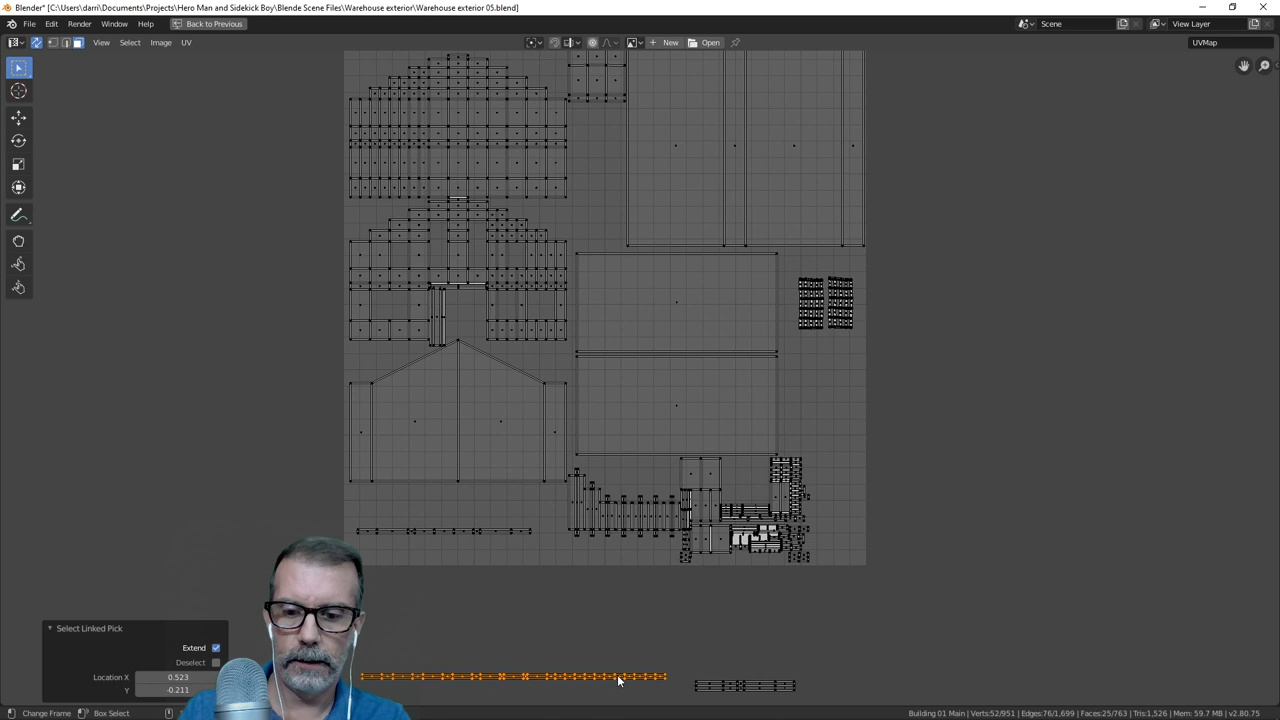 Blender* [C:\Users\darri\Documents\Projects\Hero Man and Sidekick Boy\Blende Scene Files\Warehouse exterior\Warehouse exterior 05.blend]
File Edit Render Window Help Back to Previous Scene View Layer
View Select Image UV New Open UVMap
Select Linked Pick
Extend
Deselect
Location X 0.523
Y -0.211
Change Frame Box Select Building 01 Main | Verts:52/951 | Edges:76/1,699 | Faces:25/763 | Tris:1,526 | Mem: 59.7 MB | v2.80.75